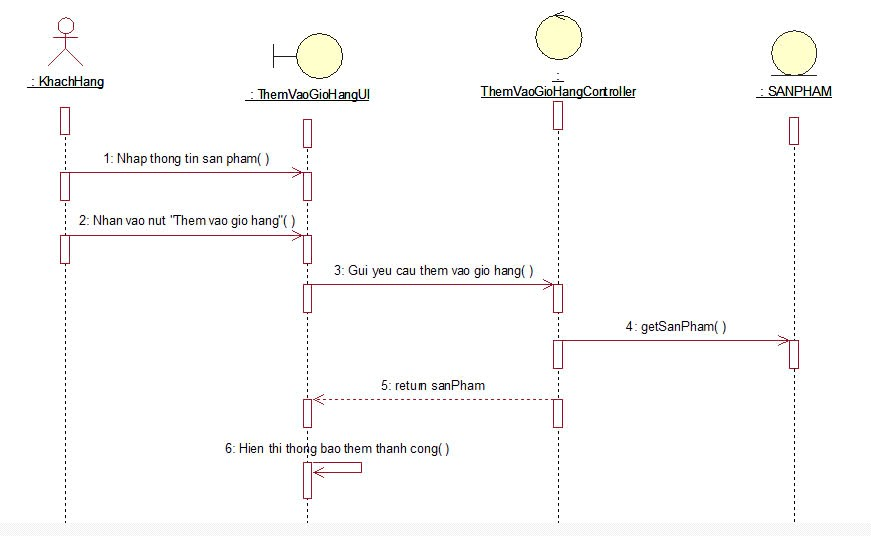 : KhachHang
: ThemVaoGioHangUI
:
ThemVaoGioHangController
: SANPHAM
1: Nhap thong tin san pham( )
2: Nhan vao nut "Them vao gio hang"( )
3: Gui yeu cau them vao gio hang( )
4: getSanPham( )
5: return sanPham
6: Hien thi thong bao them thanh cong( )